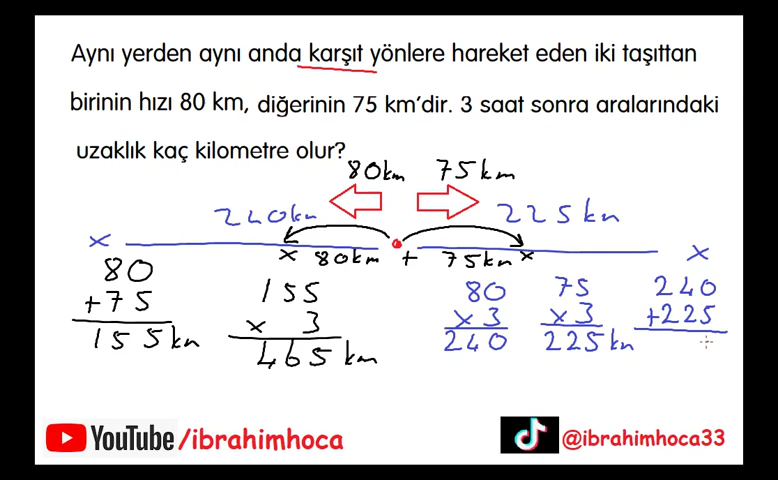 Aynı yerden aynı anda karşıt yönlere hareket eden iki taşıttan
birinin hızı 80 km, diğerinin 75 km'dir. 3 saat sonra aralarındaki
uzaklık kaç kilometre olur?
80km 75km
240km 225km
x x
x 80km + 75km x
80
+75
155km
155
x 3
465km
80
x3
240
75
x3
225km
240
+225
YouTube/ibrahimhoca
@ibrahimhoca33